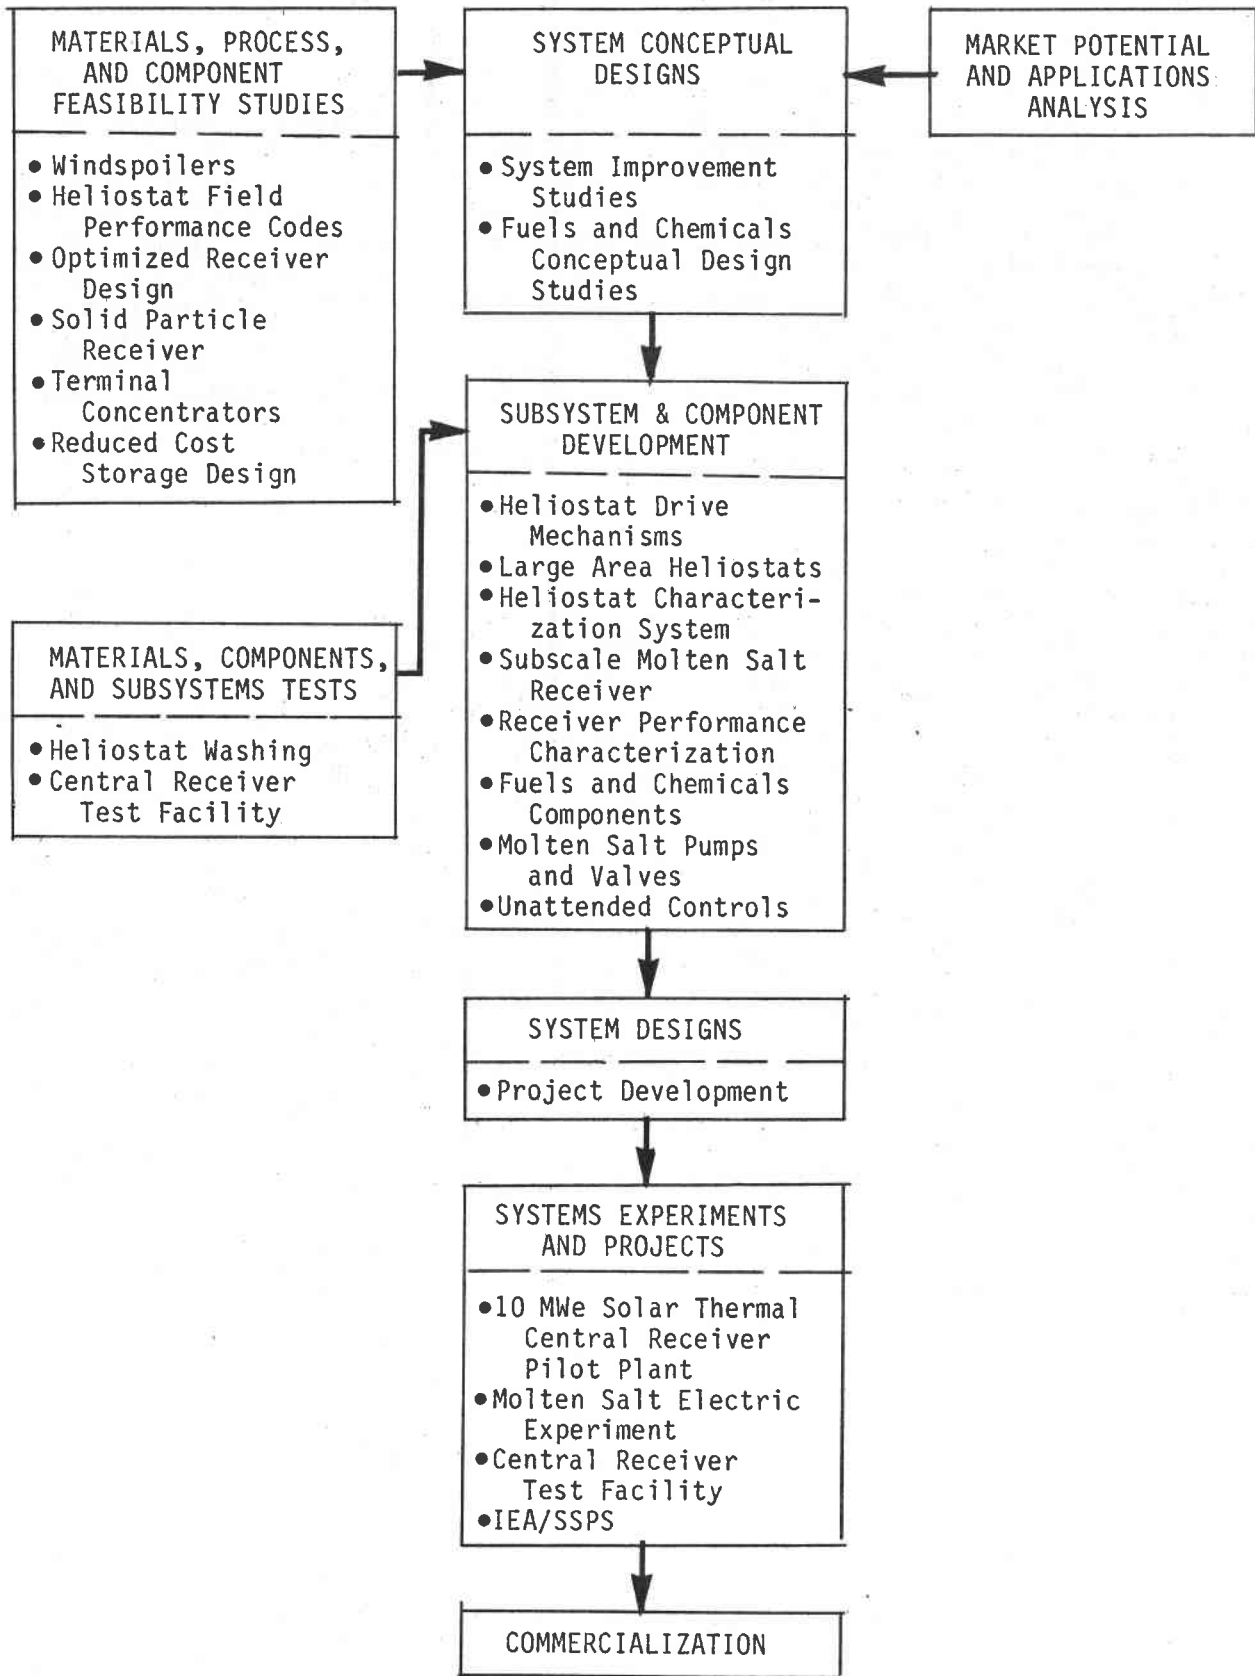 MATERIALS, PROCESS,
AND COMPONENT
FEASIBILITY STUDIES
• Windspoilers
• Heliostat Field
Performance Codes
• Optimized Receiver
Design
• Solid Particle
Receiver
• Terminal
Concentrators
• Reduced Cost
Storage Design
SYSTEM CONCEPTUAL
DESIGNS
• System Improvement
Studies
• Fuels and Chemicals
Conceptual Design
Studies
MARKET POTENTIAL
AND APPLICATIONS
ANALYSIS
MATERIALS, COMPONENTS,
AND SUBSYSTEMS TESTS
• Heliostat Washing
• Central Receiver
Test Facility
SUBSYSTEM & COMPONENT
DEVELOPMENT
• Heliostat Drive
Mechanisms
• Large Area Heliostats
• Heliostat Characteri-
zation System
• Subscale Molten Salt
Receiver
• Receiver Performance
Characterization
• Fuels and Chemicals
Components
• Molten Salt Pumps
and Valves
• Unattended Controls
SYSTEM DESIGNS
• Project Development
SYSTEMS EXPERIMENTS
AND PROJECTS
• 10 MWe Solar Thermal
Central Receiver
Pilot Plant
• Molten Salt Electric
Experiment
• Central Receiver
Test Facility
• IEA/SSPS
COMMERCIALIZATION